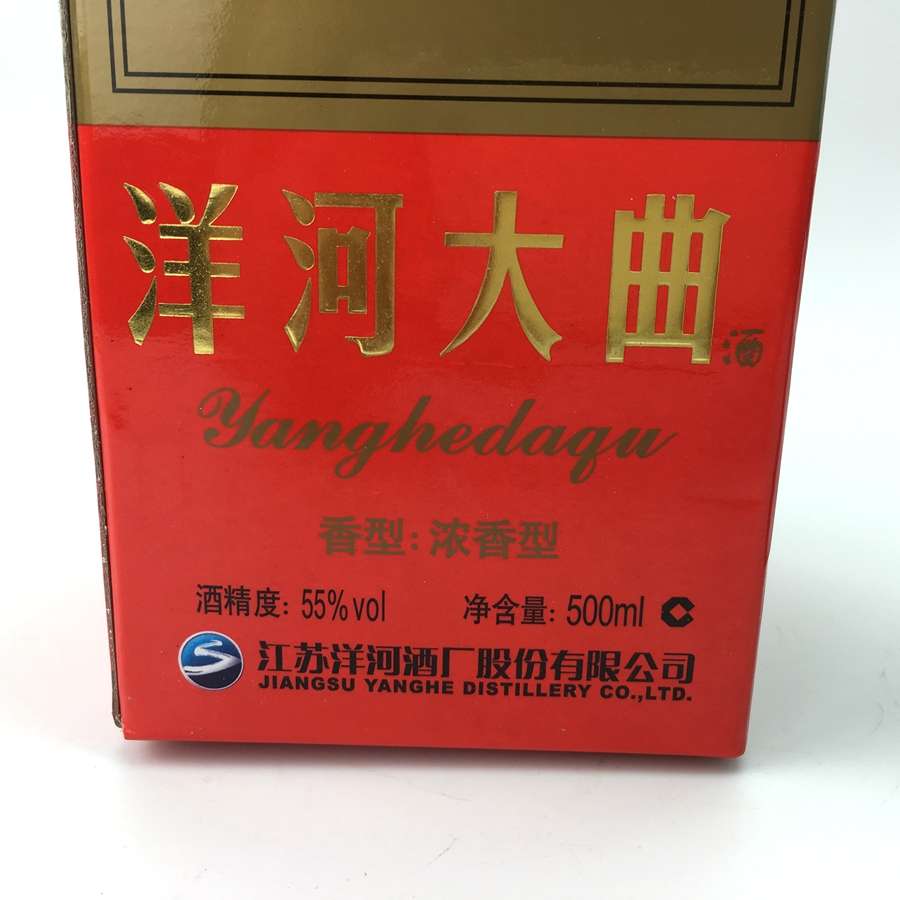 洋河大曲酒
Yanghedaqu
香型：浓香型
酒精度：55%vol 净含量：500ml
江苏洋河酒厂股份有限公司
JIANGSU YANGHE DISTILLERY CO.,LTD.